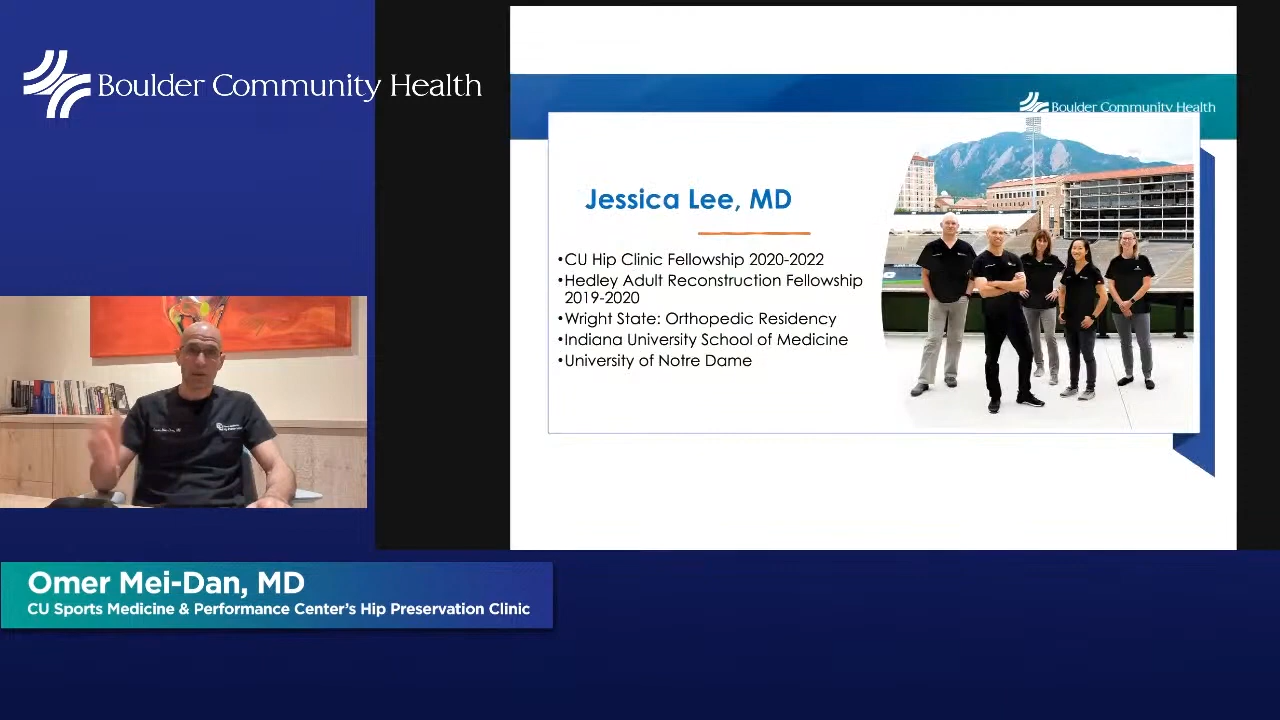 Boulder Community Health
Boulder Community Health
Jessica Lee, MD
•CU Hip Clinic Fellowship 2020-2022
•Hedley Adult Reconstruction Fellowship
2019-2020
•Wright State: Orthopedic Residency
•Indiana University School of Medicine
•University of Notre Dame
Omer Mei-Dan, MD
CU Sports Medicine & Performance Center's Hip Preservation Clinic